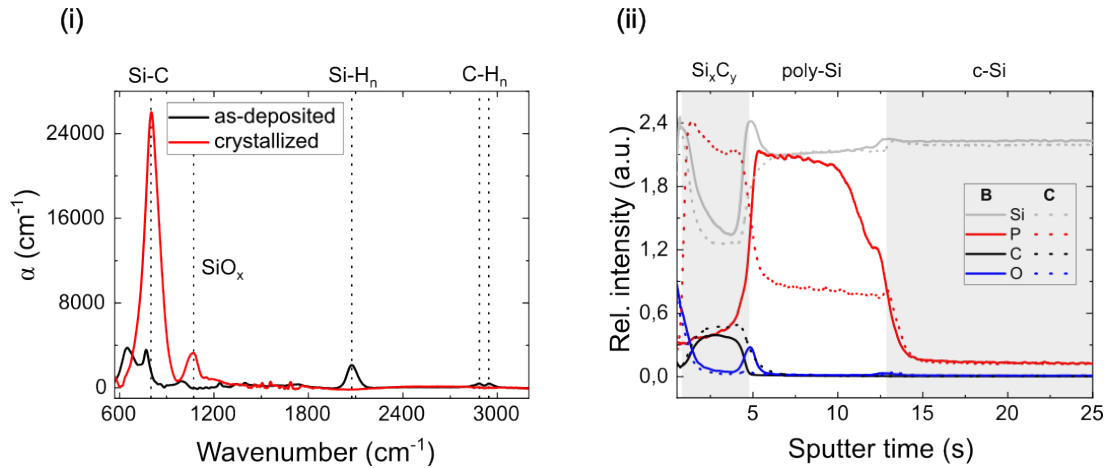 (i)
Si-C
Si-Hn
C-Hn
as-deposited
crystallized
SiOx
24000
16000
8000
0
α (cm-1)
600 1200 1800 2400 3000
Wavenumber (cm-1)
(ii)
SixCy
poly-Si
c-Si
2,4
1,8
1,2
0,6
0,0
Rel. intensity (a.u.)
B C
Si
P
C
O
5 10 15 20 25
Sputter time (s)